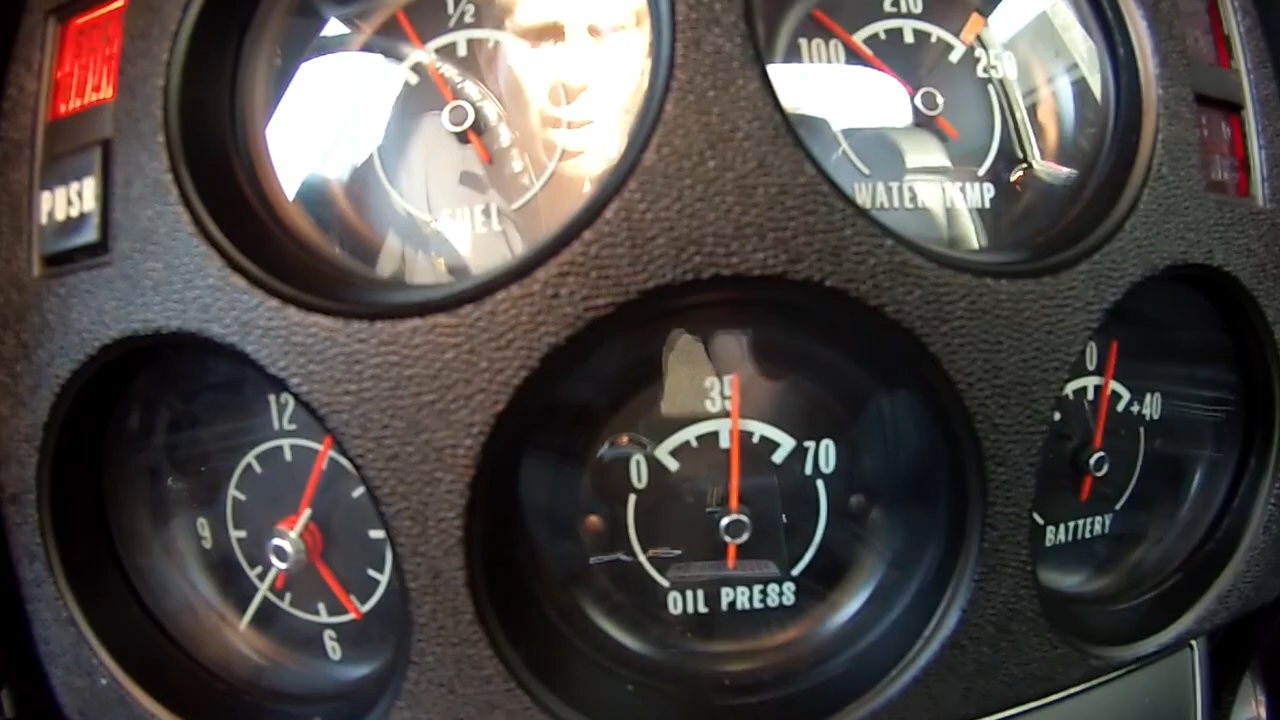 1/2
210
100
250
PUSH
FUEL
WATER TEMP
12
9
6
35
0
70
OIL PRESS
0
+40
BATTERY